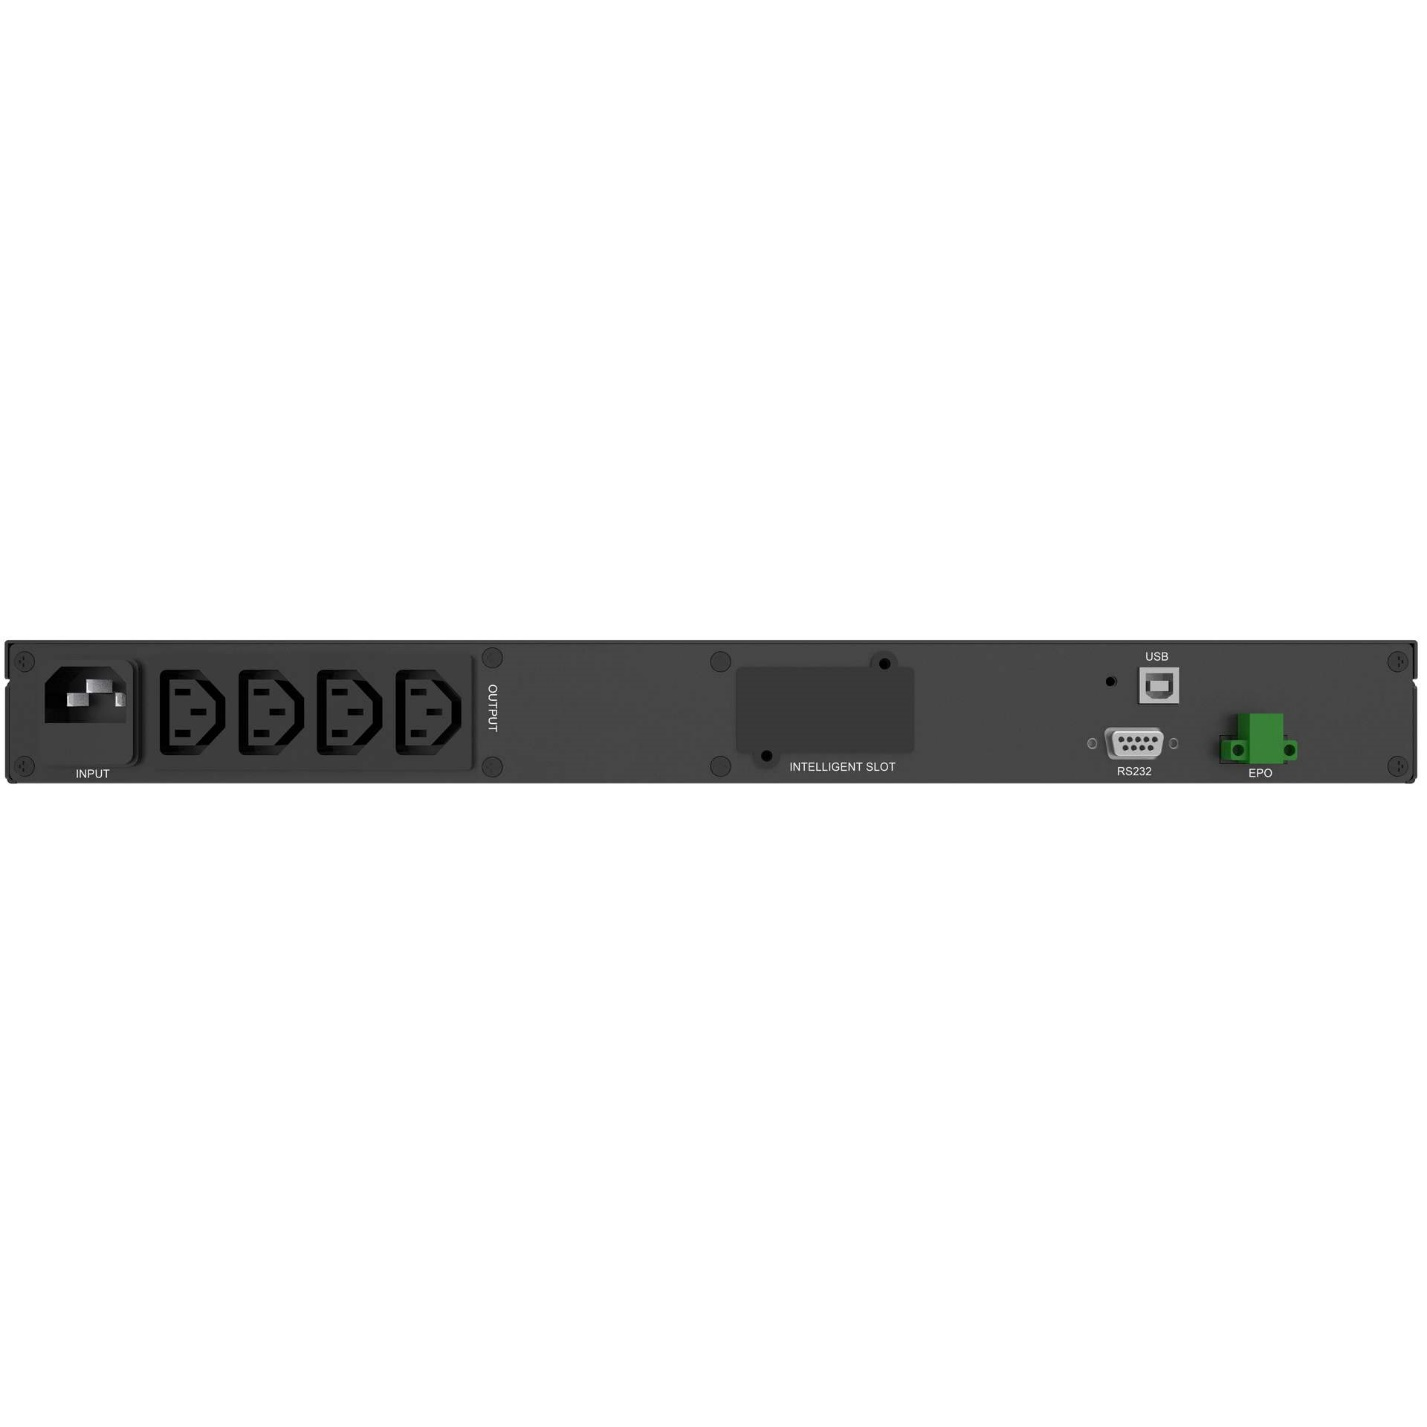 INPUT
OUTPUT
INTELLIGENT SLOT
USB
RS232
EPO